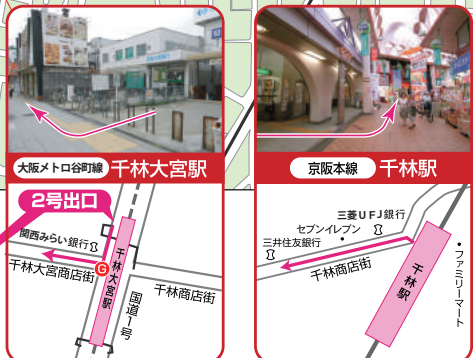 大阪メトロ谷町線 千林大宮駅
2号出口
関西みらい銀行
G
千林大宮駅
千林大宮商店街
千林商店街
国道1号
京阪本線 千林駅
三菱UFJ銀行
セブンイレブン
三井住友銀行
千林商店街
千林駅
・ファミリーマート